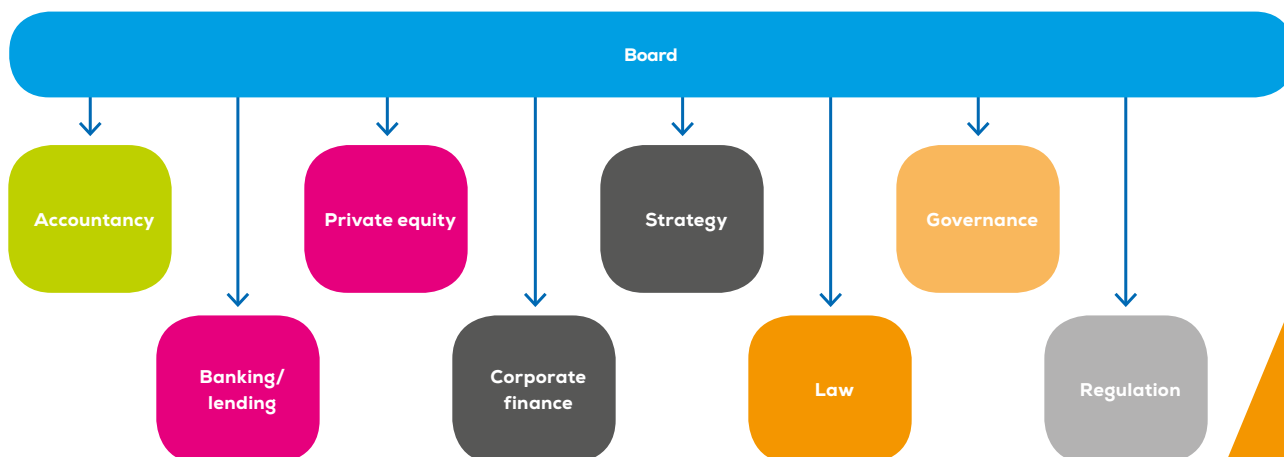 Board
Accountancy
Private equity
Strategy
Governance
Banking/
lending
Corporate
finance
Law
Regulation